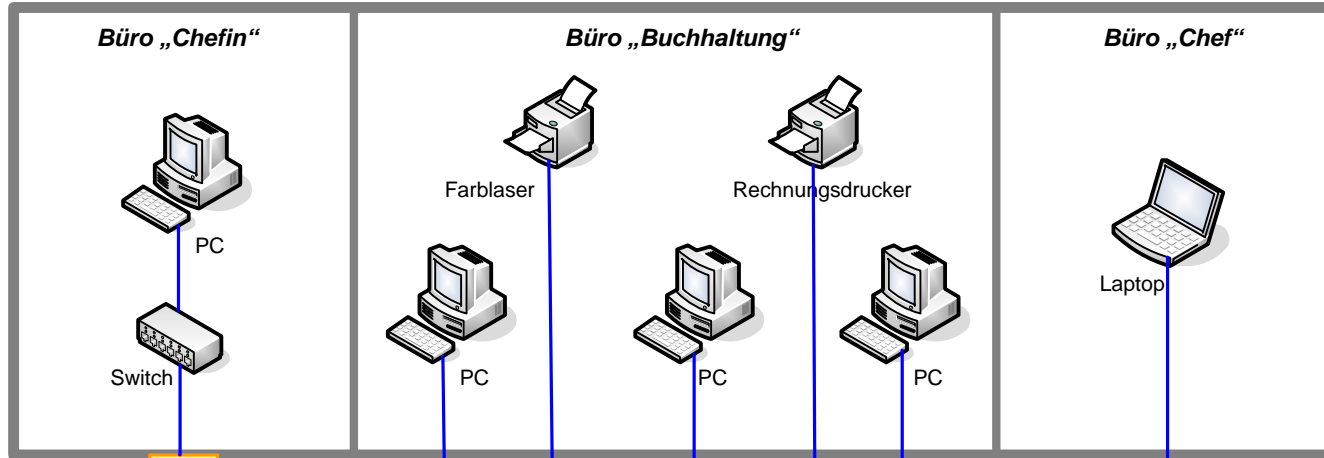 Büro „Chefin“
Büro „Buchhaltung“
Büro „Chef“
Farblaser
Rechnungsdrucker
PC
Laptop
Switch
PC
PC
PC